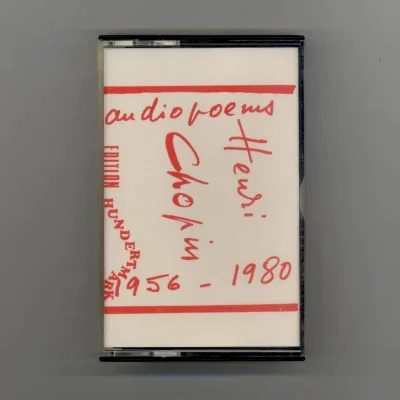 audiopoems
Henri
Chopin
1956 - 1980
EDITION HUNDERTMARK